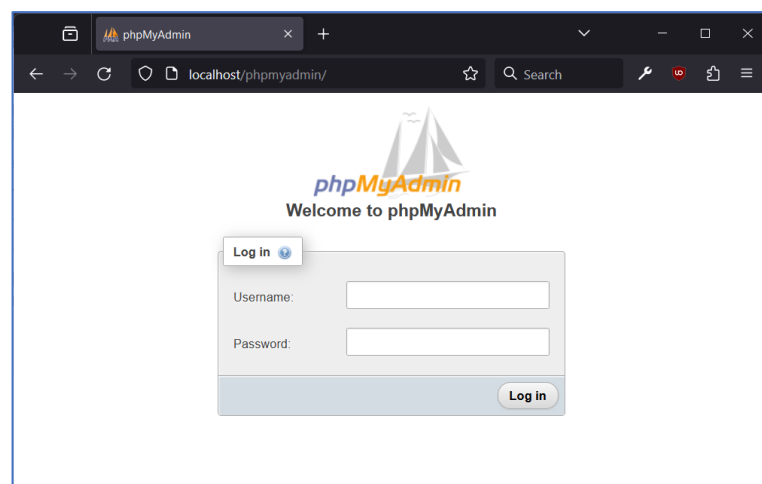 phpMyAdmin
localhost/phpmyadmin/
Search
phpMyAdmin
Welcome to phpMyAdmin
Log in
Username:
Password:
Log in